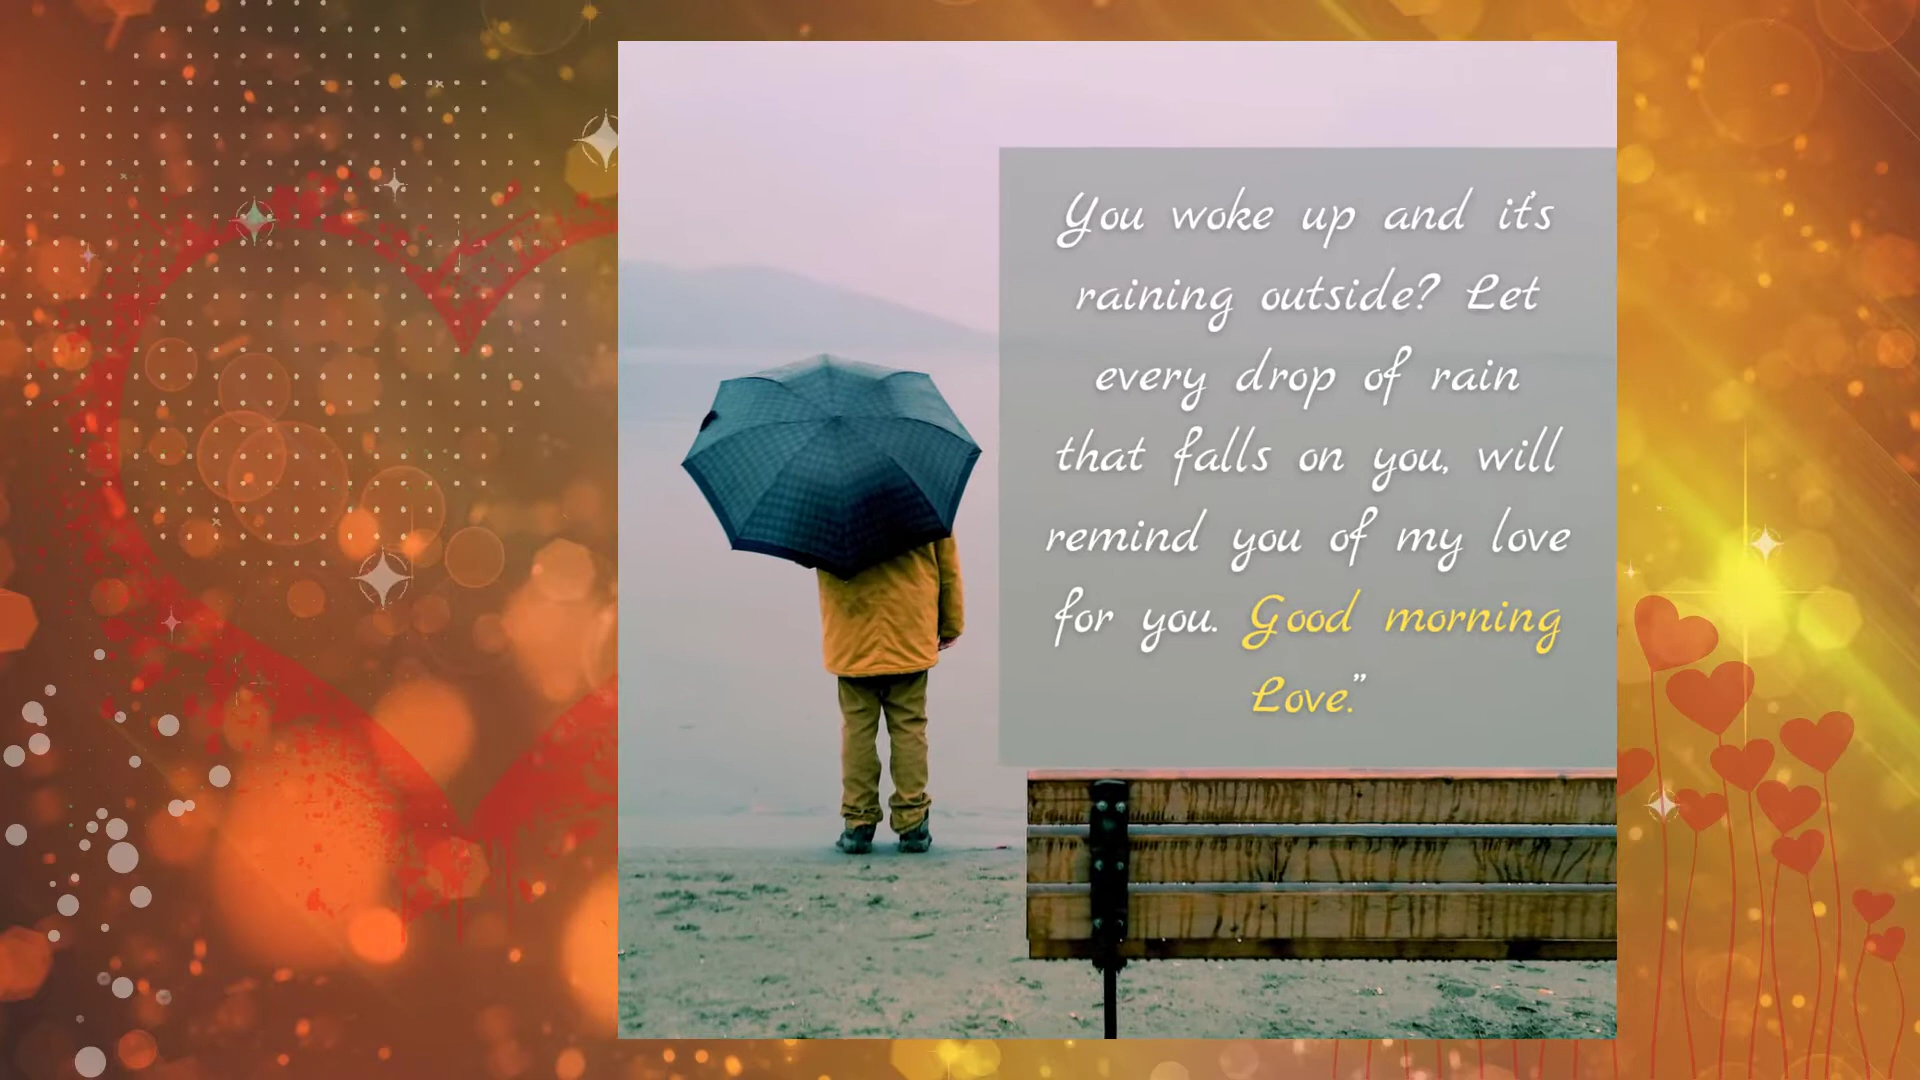 You woke up and it's
raining outside? Let
every drop of rain
that falls on you, will
remind you of my love
for you. Good morning
Love."